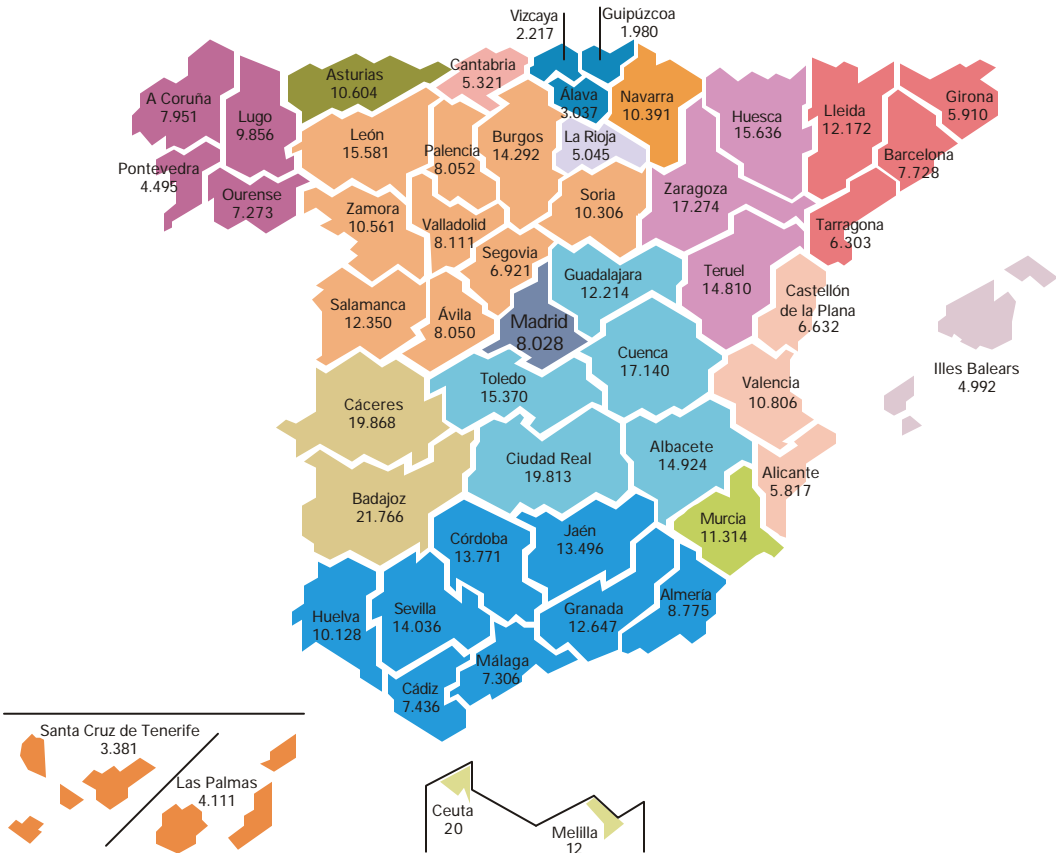 Vizcaya
2.217
Guipúzcoa
1.980
Cantabria
5.321
Asturias
10.604
A Coruña
7.951
Lugo
9.856
Álava
3.037
Navarra
10.391
Huesca
15.636
Lleida
12.172
Girona
5.910
León
15.581
Palencia
8.052
Burgos
14.292
La Rioja
5.045
Barcelona
7.728
Pontevedra
4.495
Ourense
7.273
Zamora
10.561
Valladolid
8.111
Soria
10.306
Zaragoza
17.274
Tarragona
6.303
Segovia
6.921
Guadalajara
12.214
Teruel
14.810
Castellón
de la Plana
6.632
Salamanca
12.350
Ávila
8.050
Madrid
8.028
Cuenca
17.140
Illes Balears
4.992
Toledo
15.370
Valencia
10.806
Cáceres
19.868
Ciudad Real
19.813
Albacete
14.924
Alicante
5.817
Badajoz
21.766
Murcia
11.314
Córdoba
13.771
Jaén
13.496
Huelva
10.128
Sevilla
14.036
Granada
12.647
Almería
8.775
Málaga
7.306
Cádiz
7.436
Santa Cruz de Tenerife
3.381
Las Palmas
4.111
Ceuta
20
Melilla
12